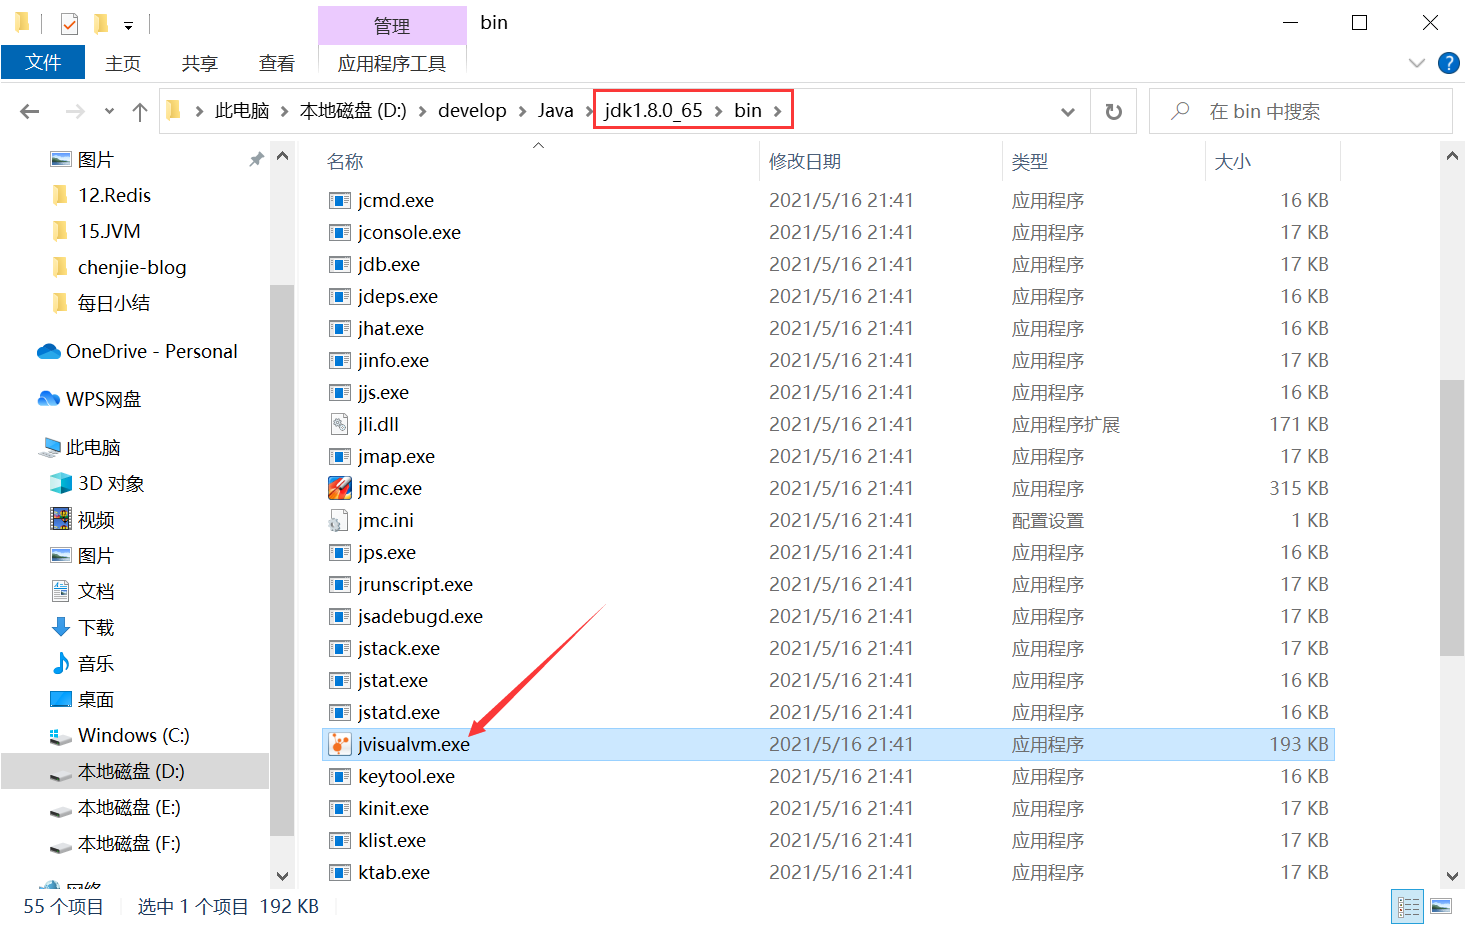 管理 bin
文件 主页 共享 查看 应用程序工具
此电脑 本地磁盘 (D:) develop Java jdk1.8.0_65 bin 在 bin 中搜索
名称 修改日期 类型 大小
图片
12.Redis
15.JVM
chenjie-blog
每日小结
OneDrive - Personal
WPS网盘
此电脑
3D 对象
视频
图片
文档
下载
音乐
桌面
Windows (C:)
本地磁盘 (D:)
本地磁盘 (E:)
本地磁盘 (F:)
网络
jcmd.exe 2021/5/16 21:41 应用程序 16 KB
jconsole.exe 2021/5/16 21:41 应用程序 17 KB
jdb.exe 2021/5/16 21:41 应用程序 17 KB
jdeps.exe 2021/5/16 21:41 应用程序 16 KB
jhat.exe 2021/5/16 21:41 应用程序 16 KB
jinfo.exe 2021/5/16 21:41 应用程序 17 KB
jjs.exe 2021/5/16 21:41 应用程序 16 KB
jli.dll 2021/5/16 21:41 应用程序扩展 171 KB
jmap.exe 2021/5/16 21:41 应用程序 17 KB
jmc.exe 2021/5/16 21:41 应用程序 315 KB
jmc.ini 2021/5/16 21:41 配置设置 1 KB
jps.exe 2021/5/16 21:41 应用程序 16 KB
jrunscript.exe 2021/5/16 21:41 应用程序 17 KB
jsadebugd.exe 2021/5/16 21:41 应用程序 17 KB
jstack.exe 2021/5/16 21:41 应用程序 17 KB
jstat.exe 2021/5/16 21:41 应用程序 16 KB
jstatd.exe 2021/5/16 21:41 应用程序 16 KB
jvisualvm.exe 2021/5/16 21:41 应用程序 193 KB
keytool.exe 2021/5/16 21:41 应用程序 16 KB
kinit.exe 2021/5/16 21:41 应用程序 17 KB
klist.exe 2021/5/16 21:41 应用程序 17 KB
ktab.exe 2021/5/16 21:41 应用程序 17 KB
55 个项目 选中 1 个项目 192 KB